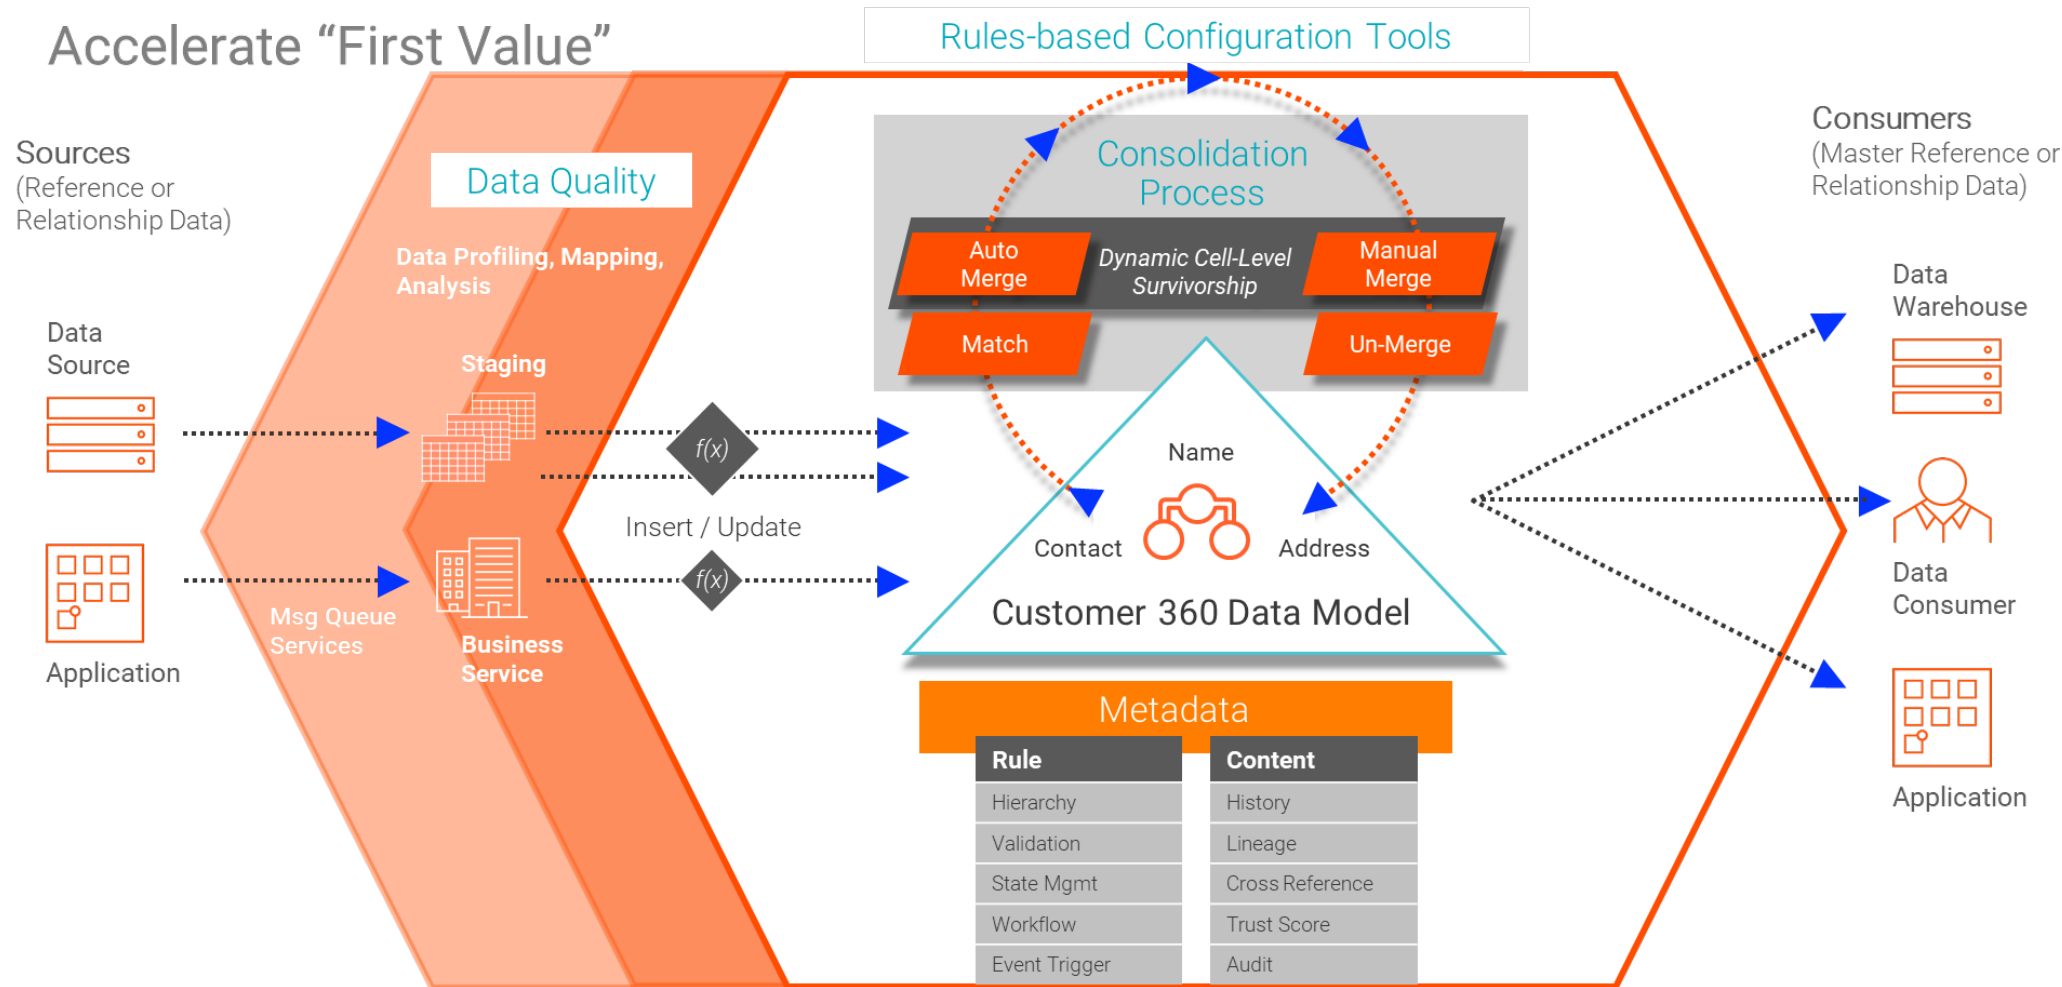 Accelerate “First Value”
Rules-based Configuration Tools
Sources
(Reference or
Relationship Data)
Data
Source
Application
Data Quality
Data Profiling, Mapping,
Analysis
Staging
Msg Queue
Services
Business
Service
f(x)
Insert / Update
f(x)
Consolidation
Process
Auto
Merge
Dynamic Cell-Level
Survivorship
Manual
Merge
Match
Un-Merge
Name
Contact
Address
Customer 360 Data Model
Metadata
Rule
Hierarchy
Validation
State Mgmt
Workflow
Event Trigger
Content
History
Lineage
Cross Reference
Trust Score
Audit
Consumers
(Master Reference or
Relationship Data)
Data
Warehouse
Data
Consumer
Application